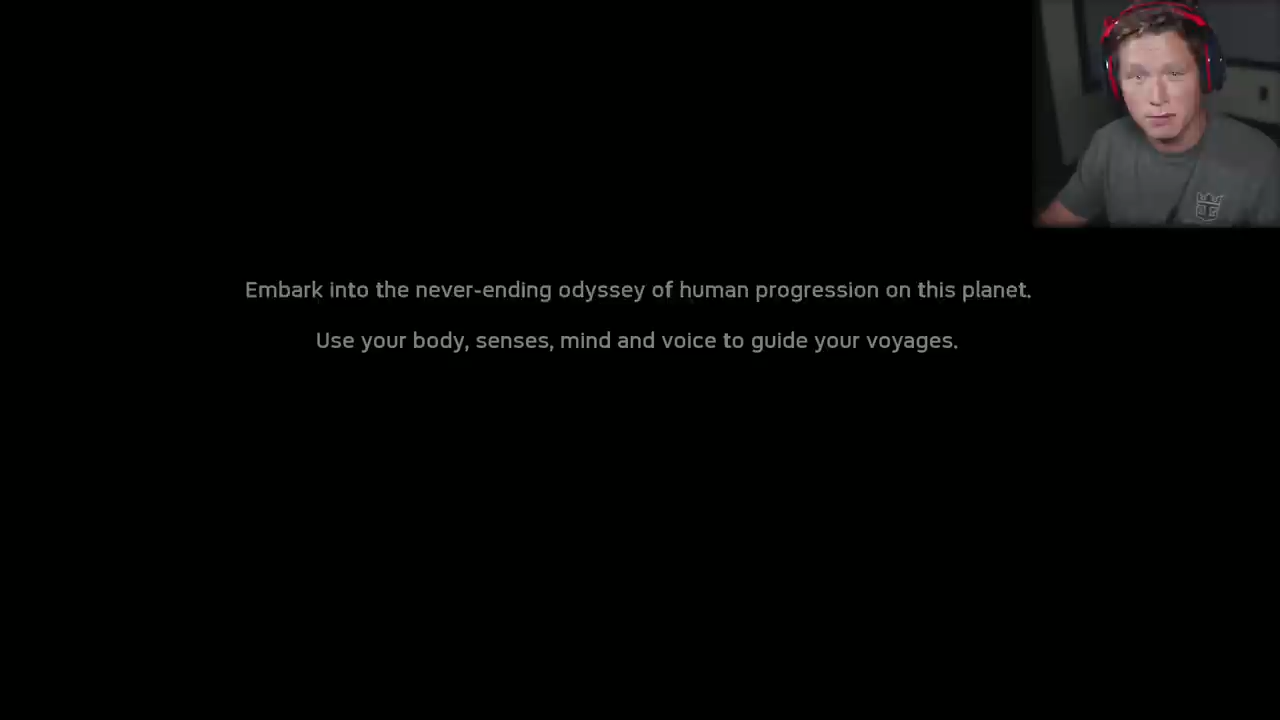 Embark into the never-ending odyssey of human progression on this planet.
Use your body, senses, mind and voice to guide your voyages.